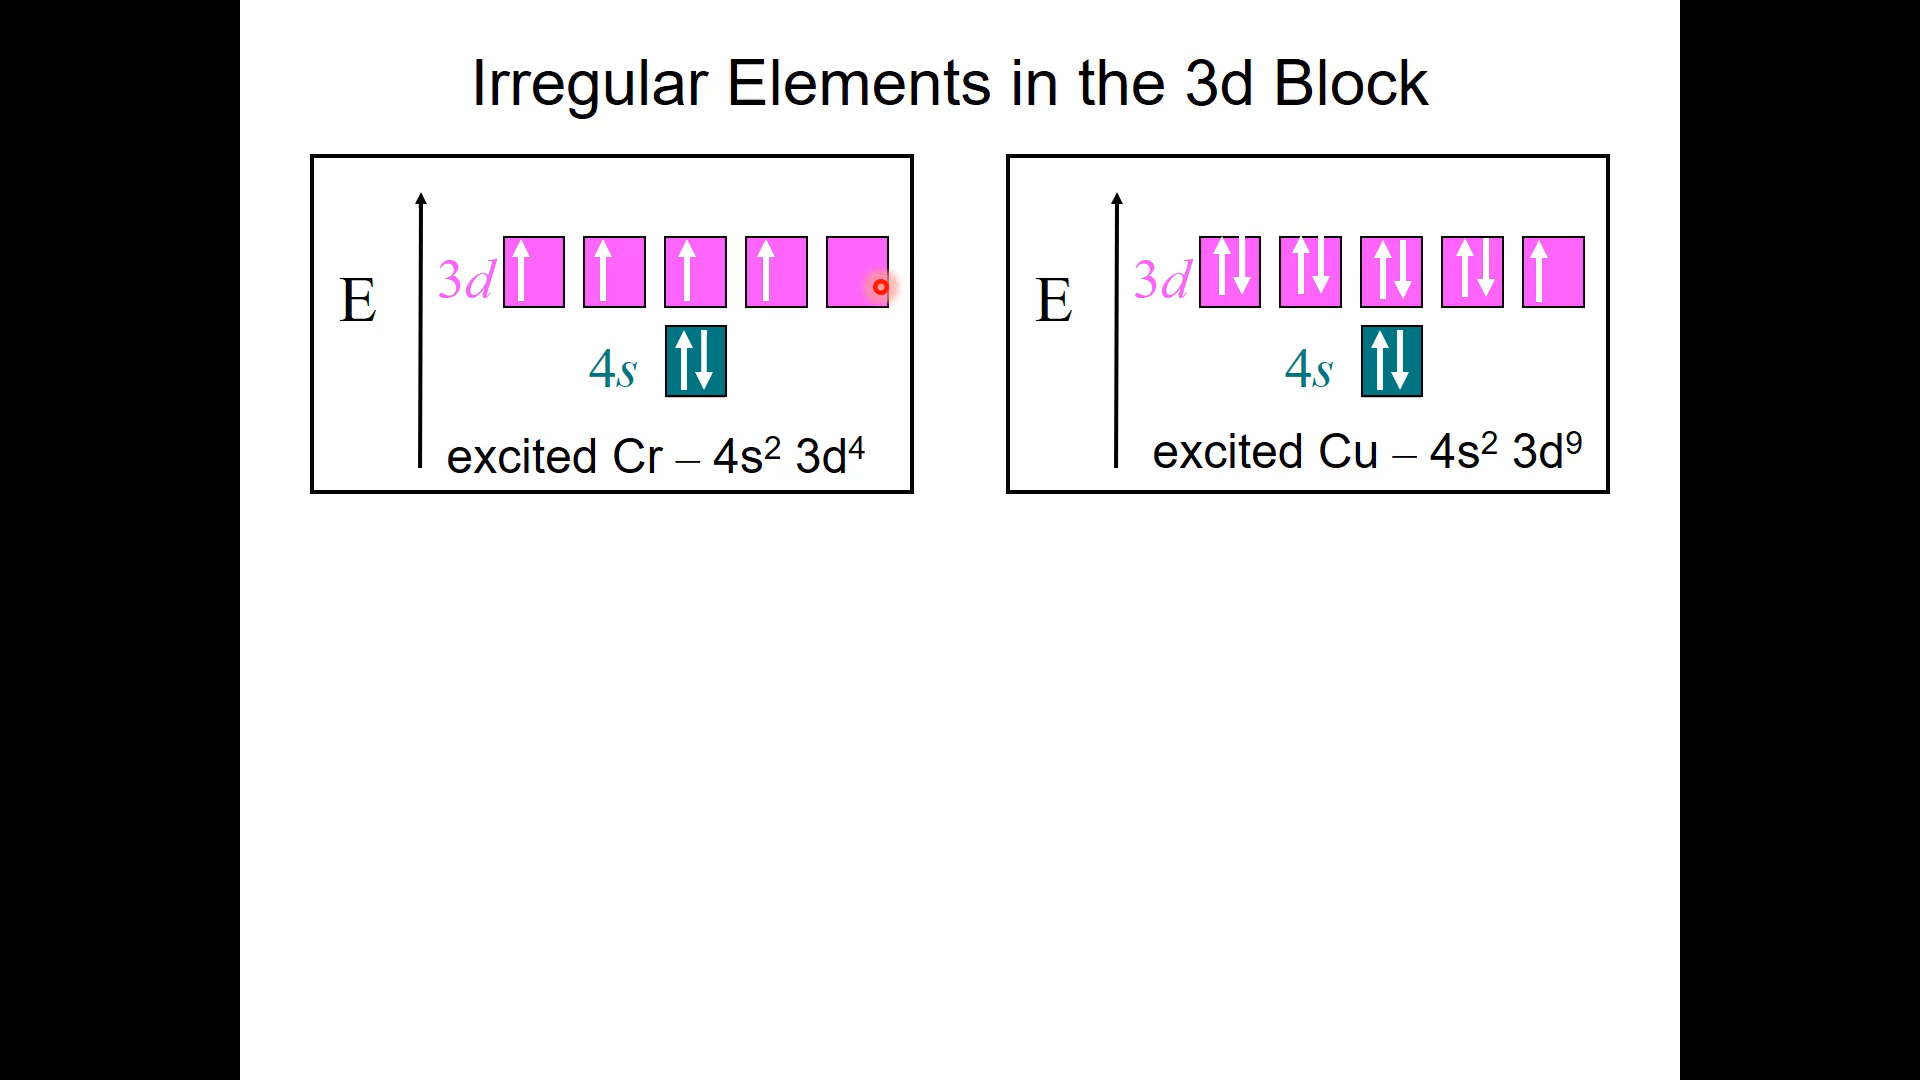 Irregular Elements in the 3d Block
E
3d
4s
excited Cr – 4s² 3d⁴
E
3d
4s
excited Cu – 4s² 3d⁹